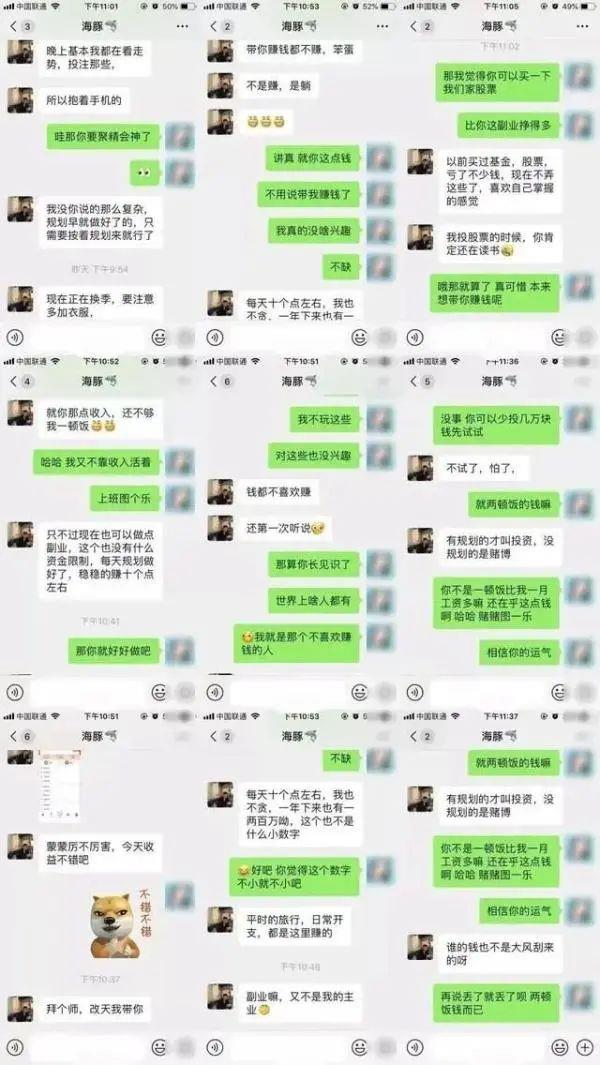 中国联通 下午11:01
3 海豚
晚上基本我都在看走
势，投注那些，
所以抱着手机的
哇那你要聚精会神了
我没你说的那么复杂，
规划早就做好了的，只
需要按着规划来就行了
昨天 下午9:54
现在正在换季，要注意
多加衣服，
中国联通 下午11:02 52%
2 海豚
带你赚钱都不赚，笨蛋
不是赚，是躺
讲真 就你这点钱
不用说带我赚钱了
我真的没啥兴趣
不缺
每天十个点左右，我也
不贪，一年下来也有一
中国联通 下午11:05 49%
2 海豚
下午11:02
那我觉得你可以买一下
我们家股票
比你这副业挣得多
以前买过基金，股票，
亏了不少钱，现在不弄
这些了，喜欢自己掌握
的感觉
我投股票的时候，你肯
定还在读书
哦那就算了 真可惜 本来
想带你赚钱呢
中国联通 下午10:52
4 海豚
就你那点收入，还不够
我一顿饭
哈哈 我又不靠收入活着
上班图个乐
只不过现在也可以做点
副业，这个也没有什么
资金限制，每天规划做
好了，稳稳的赚十个点
左右
下午10:41
那你就好好做吧
中国联通 下午10:51
6 海豚
我不玩这些
对这些也没兴趣
钱都不喜欢赚
还第一次听说
那算你长见识了
世界上啥人都有
我就是那个不喜欢赚
钱的人
中国联通 下午11:36
5 海豚
没事 你可以少投几万块
钱先试试
不试了，怕了，
就两顿饭的钱嘛
有规划的才叫投资，没
规划的是赌博
你不是一顿饭比我一月
工资多嘛 还在乎这点钱
啊 哈哈 赌赌图一乐
相信你的运气
中国联通 下午10:51
6 海豚
蒙蒙厉不厉害，今天收
益不错吧
不错不错
下午10:37
拜个师，改天我带你
中国联通 下午10:53
2 海豚
不缺
每天十个点左右，我也
不贪，一年下来也有一
两百万呦，这个也不是
什么小数字
好吧 你觉得这个数字
不小就不小吧
平时的旅行，日常开
支，都是这里赚的
下午10:46
副业嘛，又不是我的主
业
中国联通 下午11:37
2 海豚
就两顿饭的钱嘛
有规划的才叫投资，没
规划的是赌博
你不是一顿饭比我一月
工资多嘛 还在乎这点钱
啊 哈哈 赌赌图一乐
相信你的运气
谁的钱也不是大风刮来
的呀
再说丢了就丢了呗 两顿
饭钱而已